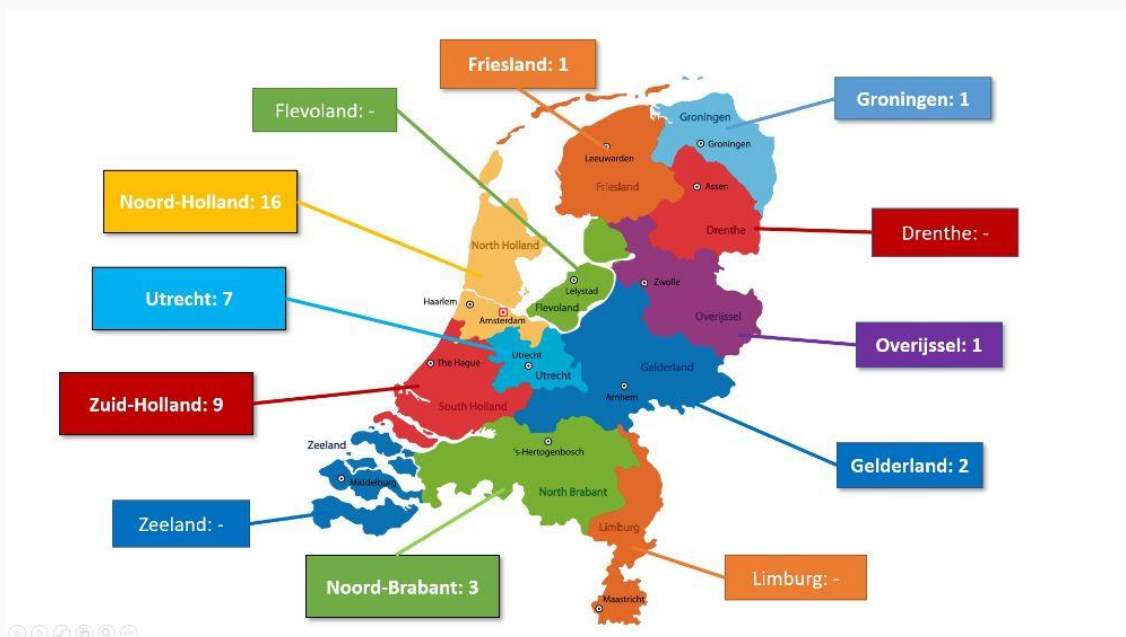 Friesland: 1
Groningen: 1
Flevoland: -
Noord-Holland: 16
Drenthe: -
Utrecht: 7
Overijssel: 1
Zuid-Holland: 9
Gelderland: 2
Zeeland: -
Noord-Brabant: 3
Limburg: -
Groningen
Groningen
Leeuwarden
Friesland
Assen
Drenthe
North Holland
Zwolle
Lelystad
Flevoland
Haarlem
Amsterdam
Overijssel
Utrecht
Utrecht
The Hague
Gelderland
Arnhem
South Holland
Zeeland
's-Hertogenbosch
Middelburg
North Brabant
Limburg
Maastricht